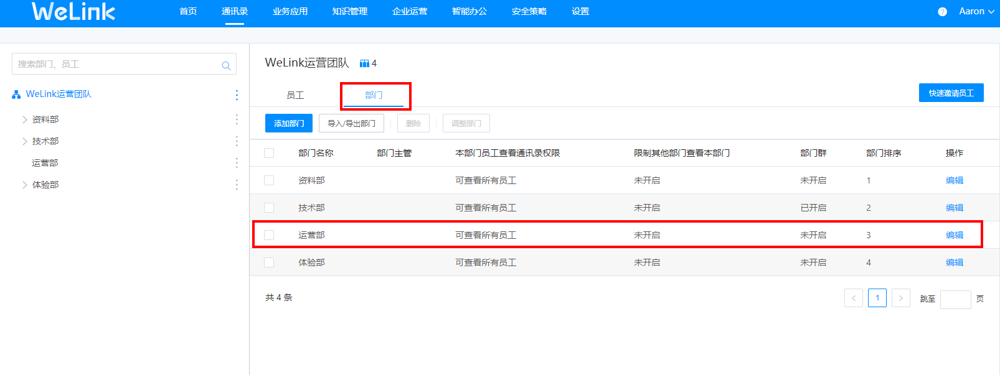 WeLink 首页 通讯录 业务应用 知识管理 企业运营 智能办公 安全策略 设置 ? Aaron
搜索部门、员工
WeLink运营团队
资料部
技术部
运营部
体验部
WeLink运营团队 4
员工 部门 快速邀请员工
添加部门 导入/导出部门 删除 调整部门
部门名称 部门主管 本部门员工查看通讯录权限 限制其他部门查看本部门 部门群 部门排序 操作
资料部 可查看所有员工 未开启 未开启 1 编辑
技术部 可查看所有员工 未开启 已开启 2 编辑
运营部 可查看所有员工 未开启 未开启 3 编辑
体验部 可查看所有员工 未开启 未开启 4 编辑
共 4 条 < 1 > 跳至 页